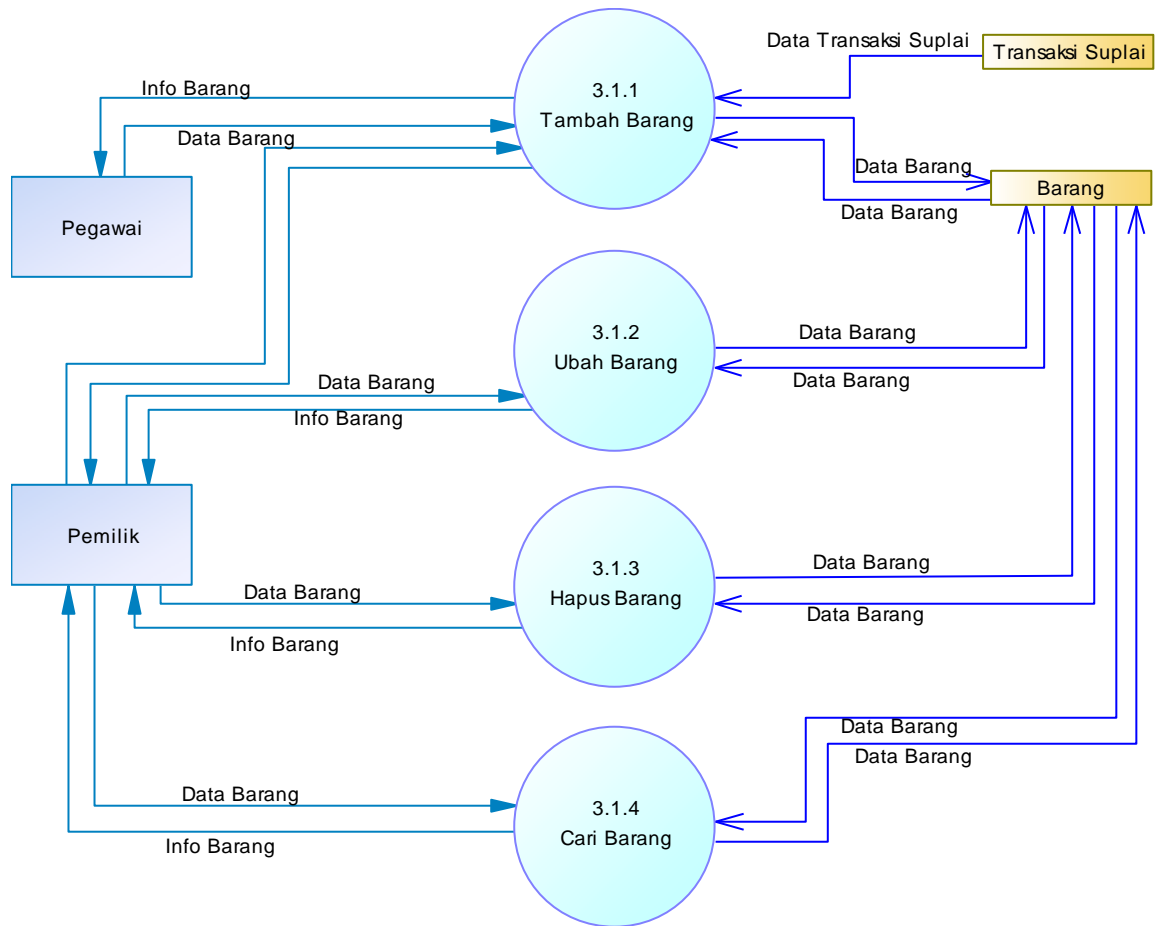 Data Transaksi Suplai
Transaksi Suplai
Info Barang
3.1.1
Tambah Barang
Data Barang
Data Barang
Barang
Data Barang
Pegawai
3.1.2
Ubah Barang
Data Barang
Data Barang
Data Barang
Info Barang
Pemilik
3.1.3
Hapus Barang
Data Barang
Data Barang
Data Barang
Info Barang
Data Barang
Data Barang
3.1.4
Cari Barang
Data Barang
Info Barang